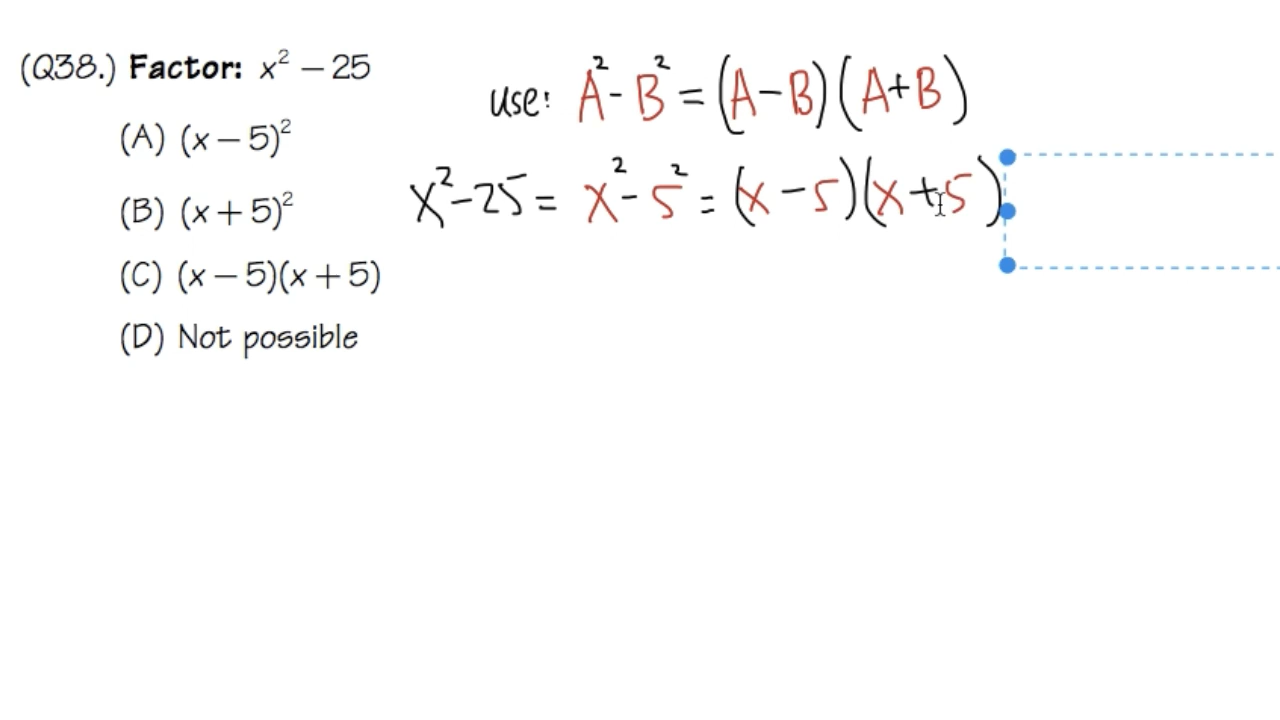 (Q38.) Factor: x² − 25
use: A² - B² = (A − B)(A + B)
(A) (x − 5)²
x² − 25 = x² - 5² = (x − 5)(x + 5)
(B) (x + 5)²
(C) (x − 5)(x + 5)
(D) Not possible